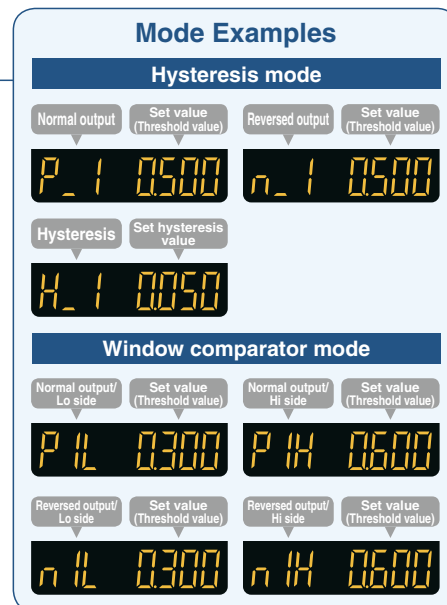 Mode Examples
Hysteresis mode
Normal output
Set value
(Threshold value)
Reversed output
Set value
(Threshold value)
P_1 0.500
n_1 0.500
Hysteresis
Set hysteresis
value
H_1 0.050
Window comparator mode
Normal output/
Lo side
Set value
(Threshold value)
Normal output/
Hi side
Set value
(Threshold value)
P1L 0.300
P1H 0.600
Reversed output/
Lo side
Set value
(Threshold value)
Reversed output/
Hi side
Set value
(Threshold value)
n1L 0.300
n1H 0.600